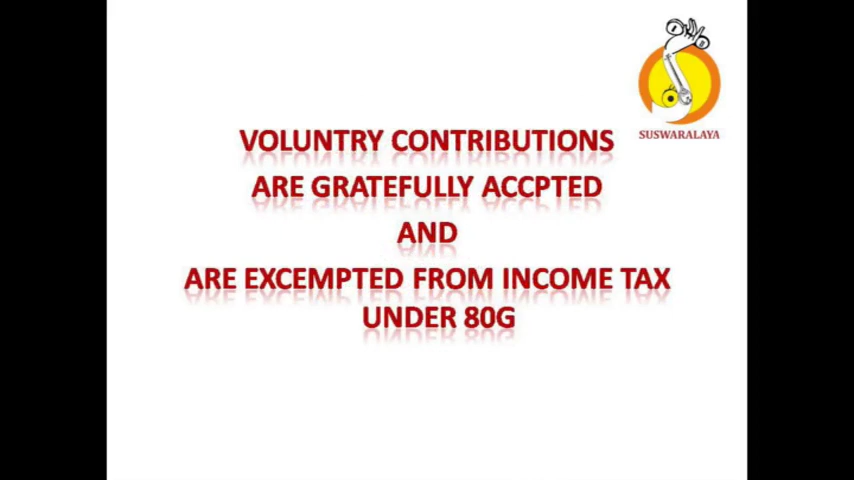 SUSWARALAYA
VOLUNTRY CONTRIBUTIONS
ARE GRATEFULLY ACCPTED
AND
ARE EXCEMPTED FROM INCOME TAX
UNDER 80G